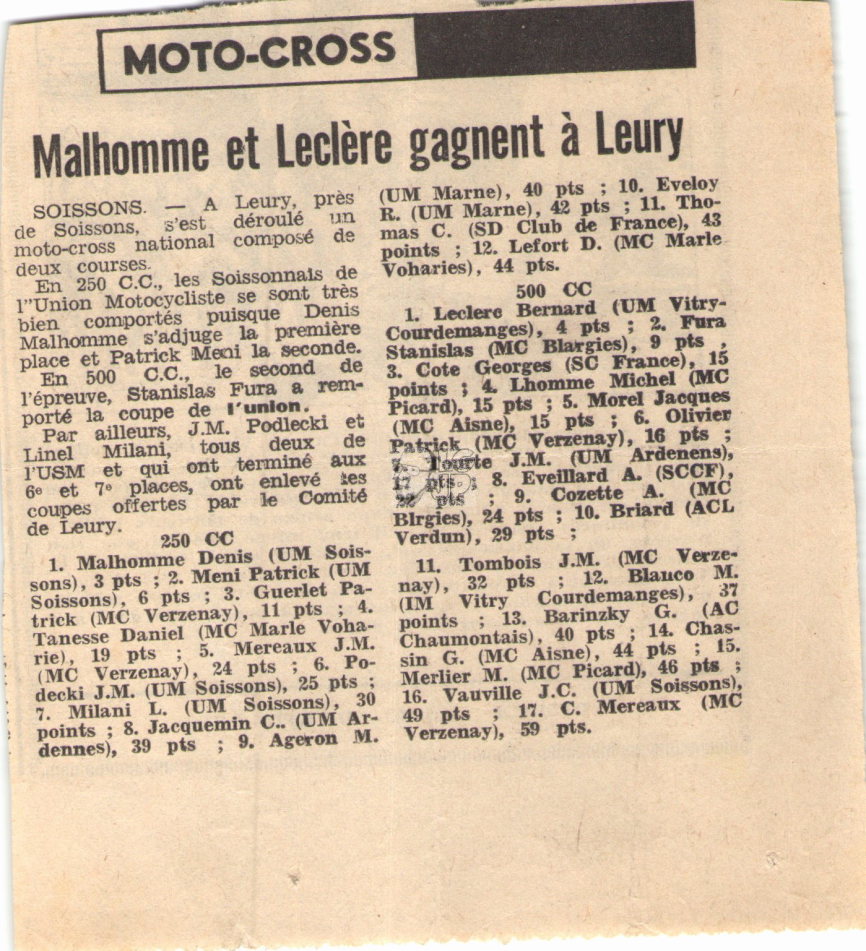 MOTO-CROSS
Malhomme et Leclère gagnent à Leury
SOISSONS. — A Leury, près
de Soissons, s'est déroulé un
moto-cross national composé de
deux courses.
En 250 C.C., les Soissonnais de
l'"Union Motocycliste se sont très
bien comportés puisque Denis
Malhomme s'adjuge la première
place et Patrick Meni la seconde.
En 500 C.C., le second de
l'épreuve, Stanislas Fura a rem-
porté la coupe de l'union.
Par ailleurs, J.M. Podlecki et
Linel Milani, tous deux de
l'USM et qui ont terminé aux
6e et 7e places, ont enlevé les
coupes offertes par le Comité
de Leury.
250 CC
1. Malhomme Denis (UM Sois-
sons), 3 pts ; 2. Meni Patrick (UM
Soissons), 6 pts ; 3. Guerlet Pa-
trick (MC Verzenay), 11 pts ; 4.
Tanesse Daniel (MC Marle Voha-
rie), 19 pts ; 5. Mereaux J.M.
(MC Verzenay), 24 pts ; 6. Po-
decki J.M. (UM Soissons), 25 pts ;
7. Milani L. (UM Soissons), 30
points ; 8. Jacquemin C.. (UM Ar-
dennes), 39 pts ; 9. Ageron M.
(UM Marne), 40 pts ; 10. Eveloy
R. (UM Marne), 42 pts ; 11. Tho-
mas C. (SD Club de France), 43
points ; 12. Lefort D. (MC Marle
Voharies), 44 pts.
500 CC
1. Leclere Bernard (UM Vitry-
Courdemanges), 4 pts ; 2. Fura
Stanislas (MC Blargies), 9 pts ,
3. Cote Georges (SC France), 15
points ; 4. Lhomme Michel (MC
Picard), 15 pts ; 5. Morel Jacques
(MC Aisne), 15 pts ; 6. Olivier
Patrick (MC Verzenay), 16 pts ;
7. Tourte J.M. (UM Ardenens),
17 pts ; 8. Eveillard A. (SCCF),
22 pts ; 9. Cozette A. (MC
Blrgies), 24 pts ; 10. Briard (ACL
Verdun), 29 pts ;
11. Tombois J.M. (MC Verze-
nay), 32 pts ; 12. Blauco M.
(IM Vitry Courdemanges), 37
points ; 13. Barinzky G. (AC
Chaumontais), 40 pts ; 14. Chas-
sin G. (MC Aisne), 44 pts ; 15.
Merlier M. (MC Picard), 46 pts ;
16. Vauville J.C. (UM Soissons),
49 pts ; 17. C. Mereaux (MC
Verzenay), 59 pts.